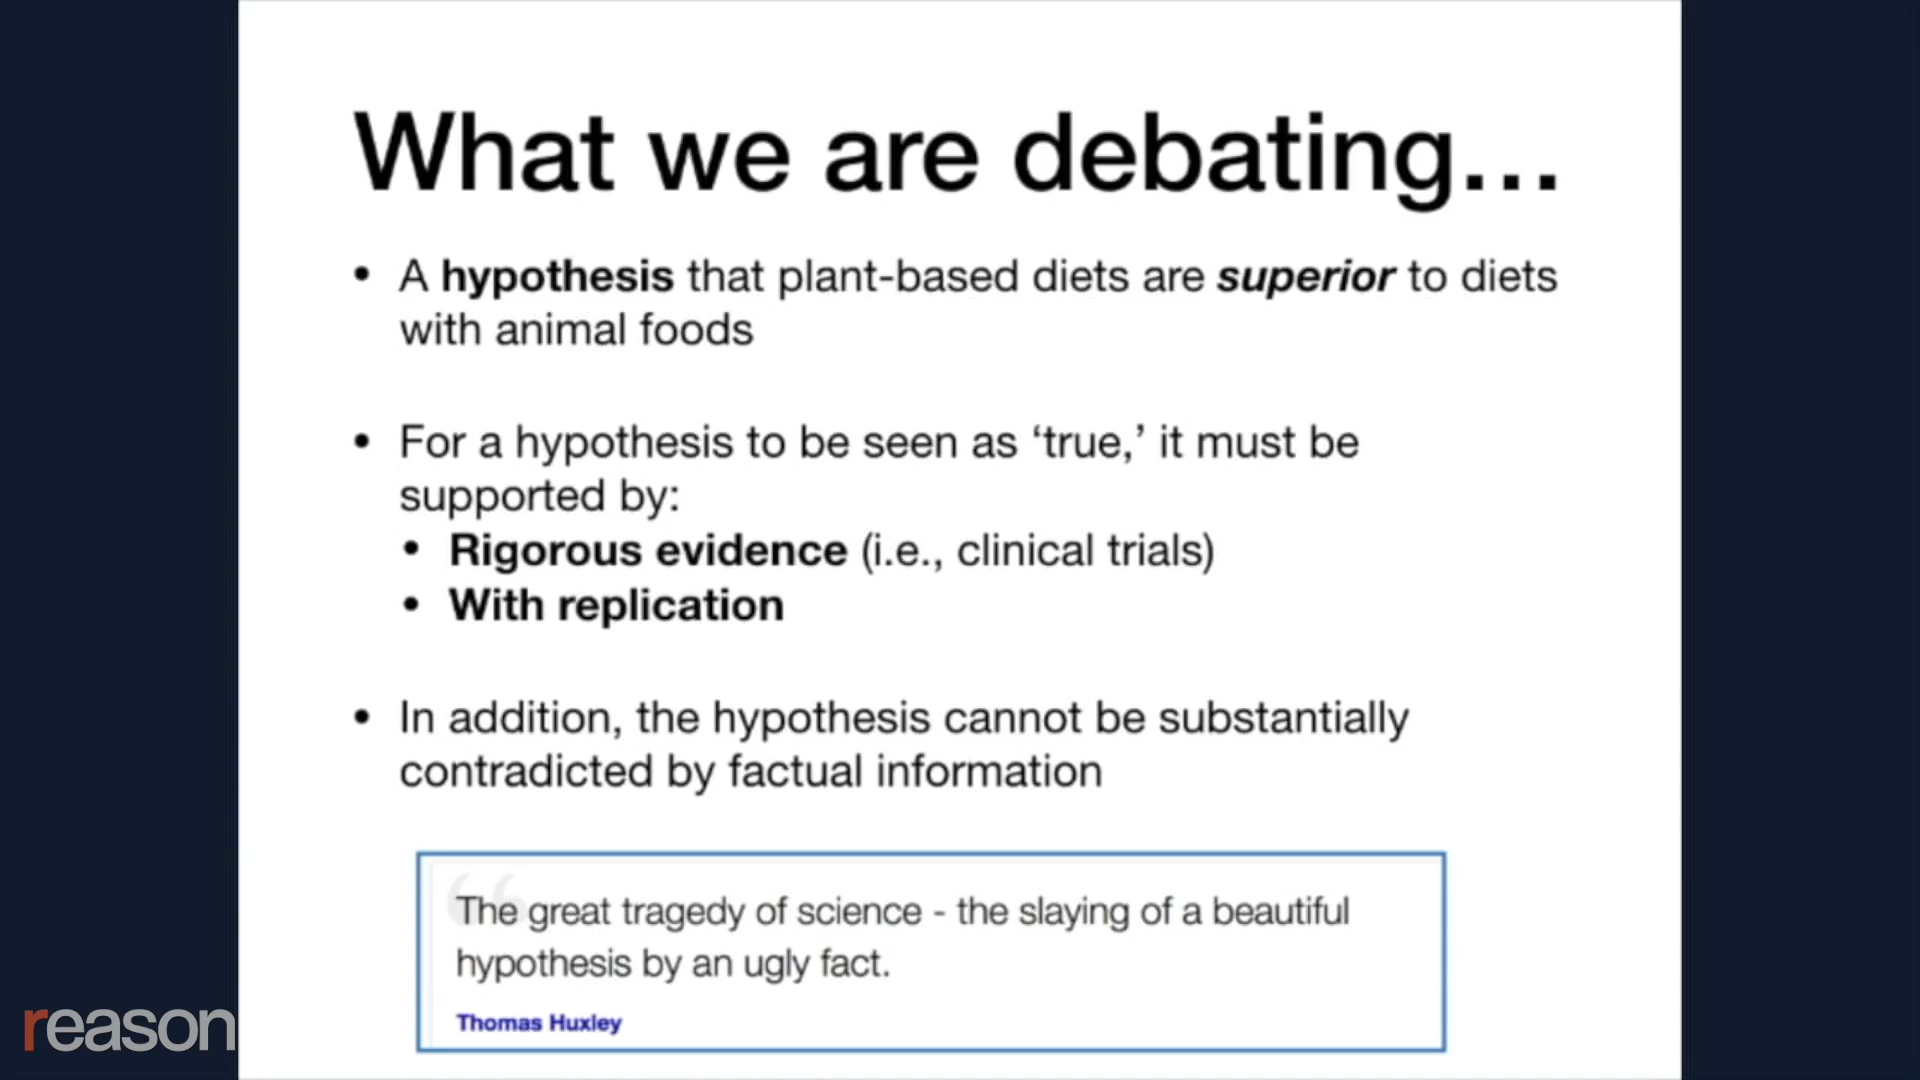 What we are debating...
• A hypothesis that plant-based diets are superior to diets
with animal foods
• For a hypothesis to be seen as ‘true,’ it must be
supported by:
• Rigorous evidence (i.e., clinical trials)
• With replication
• In addition, the hypothesis cannot be substantially
contradicted by factual information
“
The great tragedy of science - the slaying of a beautiful
hypothesis by an ugly fact.
Thomas Huxley
reason